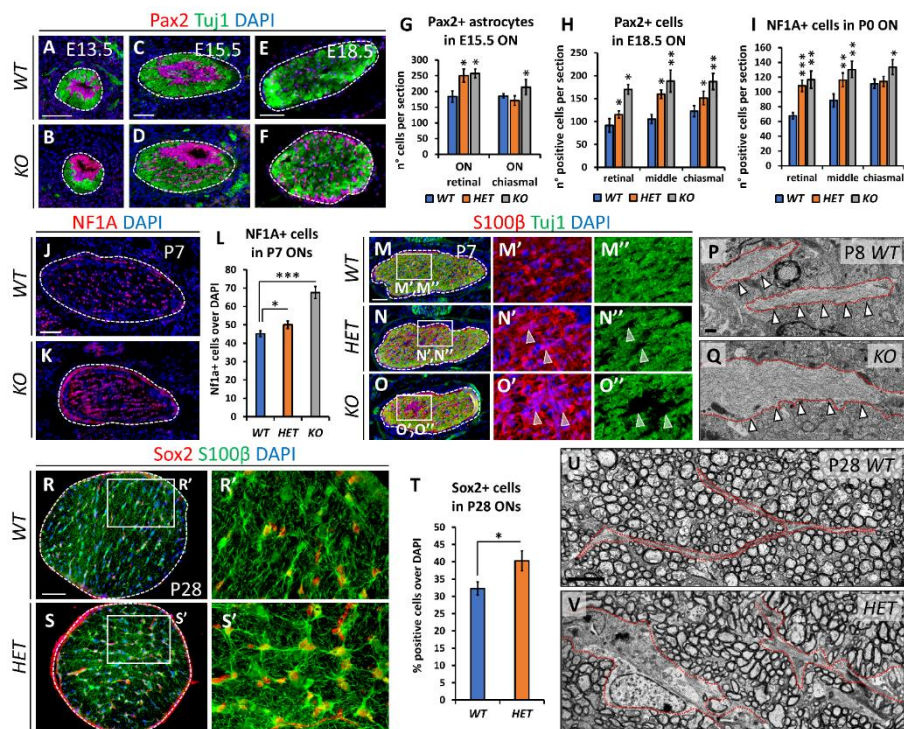 Pax2 Tuj1 DAPI
A E13.5
C E15.5
E E18.5
WT
B
D
F
KO
G Pax2+ astrocytes
in E15.5 ON
n° cells per section
300
250
200
150
100
50
0
* *
*
ON
retinal
ON
chiasmal
WT HET KO
H Pax2+ cells
in E18.5 ON
n° positive cells per section
250
200
150
100
50
0
* *
* **
* **
retinal middle chiasmal
WT HET KO
I NF1A+ cells in P0 ON
n° positive cells per section
160
140
120
100
80
60
40
20
0
*** **
** **
*
retinal middle chiasmal
WT HET KO
NF1A DAPI
J P7
WT
K
KO
L NF1A+ cells
in P7 ONs
Nf1a+ cells over DAPI
80
70
60
50
40
30
20
10
0
***
*
WT HET KO
S100β Tuj1 DAPI
M P7
M',M''
M'
M''
WT
N
N',N''
N'
N''
HET
O
O',O''
O'
O''
KO
P P8 WT
Q KO
Sox2 S100β DAPI
R R'
P28
R'
WT
S S'
S'
HET
T Sox2+ cells
in P28 ONs
% positive cells over DAPI
45
40
35
30
25
20
15
10
5
0
*
WT HET
U P28 WT
V HET